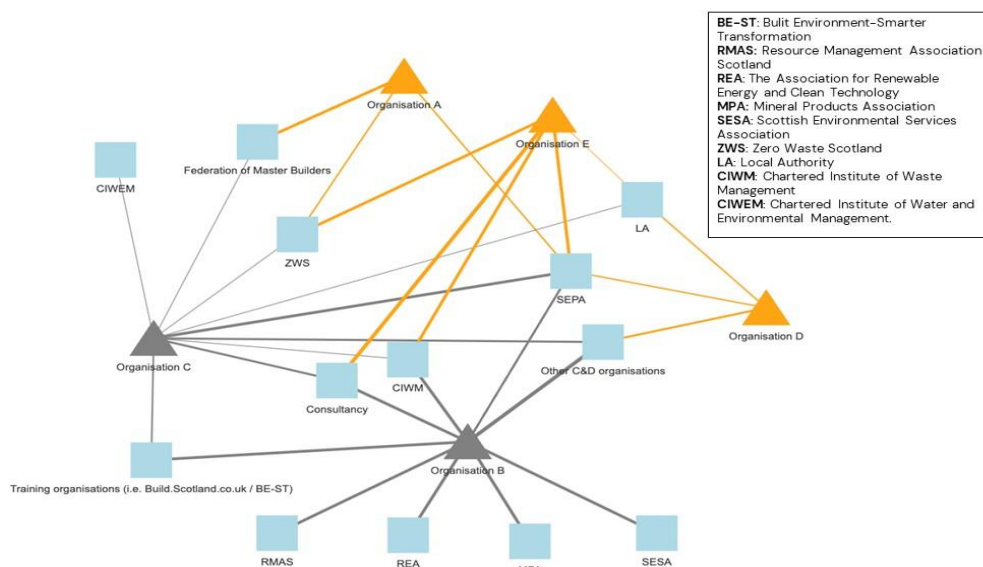 BE-ST: Bulit Environment-Smarter
Transformation
RMAS: Resource Management Association
Scotland
REA: The Association for Renewable
Energy and Clean Technology
MPA: Mineral Products Association
SESA: Scottish Environmental Services
Association
ZWS: Zero Waste Scotland
LA: Local Authority
CIWM: Chartered Institute of Waste
Management
CIWEM: Chartered Institute of Water and
Environmental Management.
Organisation A
Organisation E
Federation of Master Builders
CIWEM
LA
ZWS
SEPA
Organisation D
Organisation C
Other C&D organisations
CIWM
Consultancy
Organisation B
Training organisations (i.e. Build.Scotland.co.uk / BE-ST)
RMAS
REA
SESA